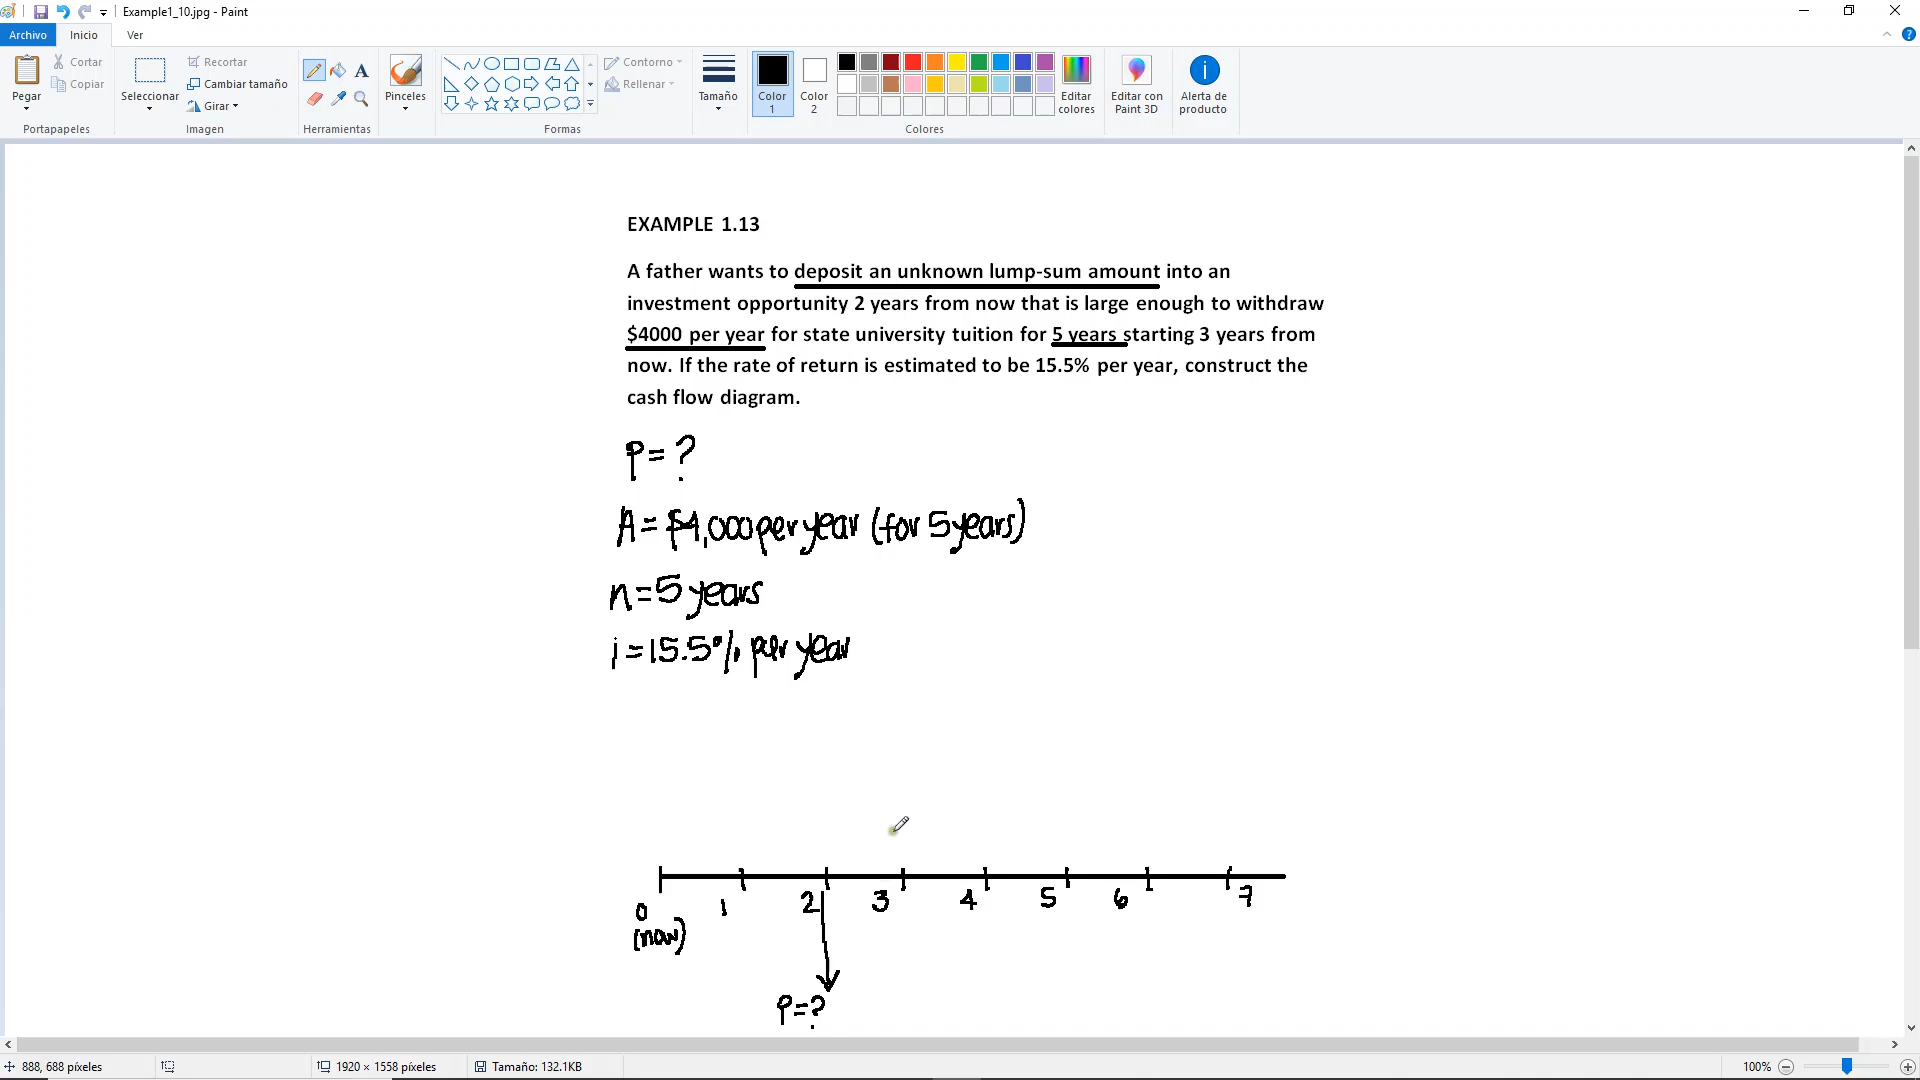 Example1_10.jpg - Paint
Archivo Inicio Ver
Pegar
Cortar
Copiar
Portapapeles
Seleccionar
Recortar
Cambiar tamaño
Girar
Imagen
A
Herramientas
Pinceles
Contorno
Rellenar
Formas
Tamaño
Color 1
Color 2
Editar colores
Colores
Editar con Paint 3D
Alerta de producto
EXAMPLE 1.13
A father wants to deposit an unknown lump-sum amount into an
investment opportunity 2 years from now that is large enough to withdraw
$4000 per year for state university tuition for 5 years starting 3 years from
now. If the rate of return is estimated to be 15.5% per year, construct the
cash flow diagram.
P = ?
A = $4,000 per year (for 5 years)
n = 5 years
i = 15.5% per year
0 1 2 3 4 5 6 7
(now)
P = ?
888, 688 píxeles 1920 × 1558 píxeles Tamaño: 132.1KB 100%